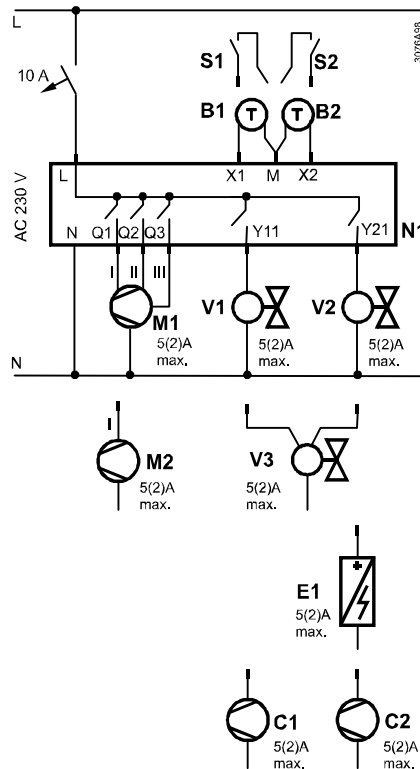 L
3076A98
S1 S2
10 A
B1 T T B2
X1 M X2
L
AC 230 V
N1
N Q1 Q2 Q3 Y11 Y21
I II III
M1 V1 V2
5(2)A max. 5(2)A max. 5(2)A max.
N
I
M2 V3
5(2)A max. 5(2)A max.
E1
5(2)A max.
C1 C2
5(2)A max. 5(2)A max.